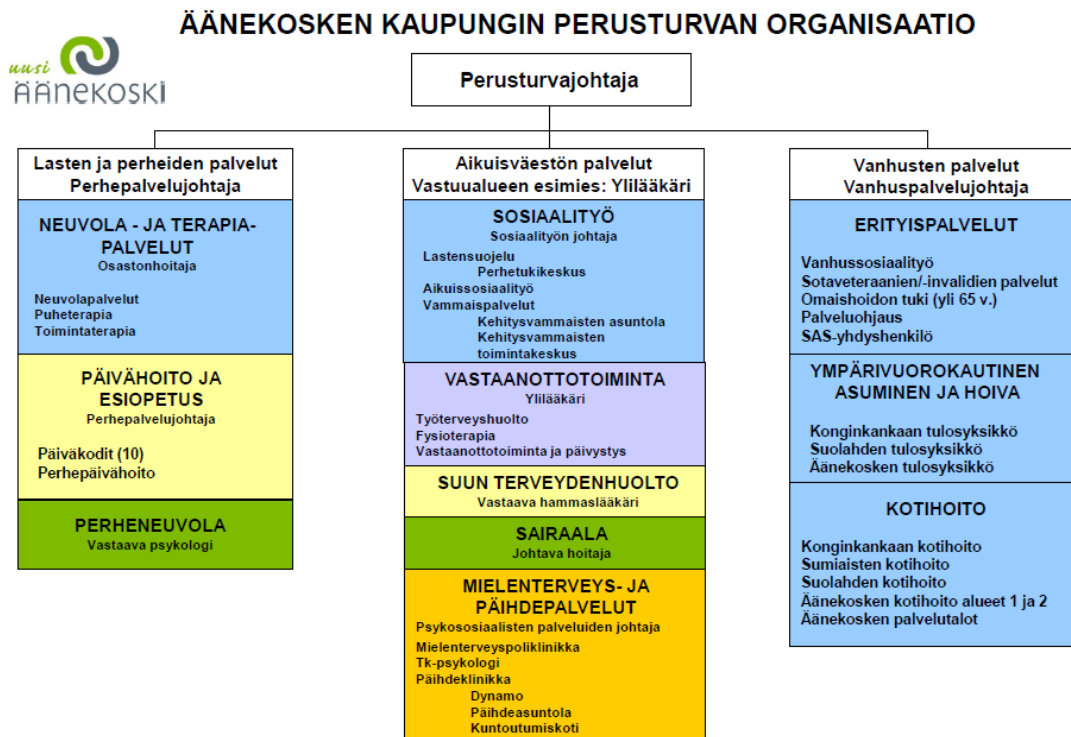 ÄÄNEKOSKEN KAUPUNGIN PERUSTURVAN ORGANISAATIO
uusi
ÄÄNEKOSKI
Perusturvajohtaja
Lasten ja perheiden palvelut
Perhepalvelujohtaja
NEUVOLA - JA TERAPIA-
PALVELUT
Osastonhoitaja
Neuvolapalvelut
Puheterapia
Toimintaterapia
PÄIVÄHOITO JA
ESIOPETUS
Perhepalvelujohtaja
Päiväkodit (10)
Perhepäivähoito
PERHENEUVOLA
Vastaava psykologi
Aikuisväestön palvelut
Vastuualueen esimies: Ylilääkäri
SOSIAALITYÖ
Sosiaalityön johtaja
Lastensuojelu
Perhetukikeskus
Aikuissosiaalityö
Vammaispalvelut
Kehitysvammaisten asuntola
Kehitysvammaisten
toimintakeskus
VASTAANOTTOTOIMINTA
Ylilääkäri
Työterveyshuolto
Fysioterapia
Vastaanottotoiminta ja päivystys
SUUN TERVEYDENHUOLTO
Vastaava hammaslääkäri
SAIRAALA
Johtava hoitaja
MIELENTERVEYS- JA
PÄIHDEPALVELUT
Psykososiaalisten palveluiden johtaja
Mielenterveyspoliklinikka
Tk-psykologi
Päihdeklinikka
Dynamo
Päihdeasuntola
Kuntoutumiskoti
Vanhusten palvelut
Vanhuspalvelujohtaja
ERITYISPALVELUT
Vanhussosiaalityö
Sotaveteraanien/-invalidien palvelut
Omaishoidon tuki (yli 65 v.)
Palveluohjaus
SAS-yhdyshenkilö
YMPÄRIVUOROKAUTINEN
ASUMINEN JA HOIVA
Konginkankaan tulosyksikkö
Suolahden tulosyksikkö
Äänekosken tulosyksikkö
KOTIHOITO
Konginkankaan kotihoito
Sumiaisten kotihoito
Suolahden kotihoito
Äänekosken kotihoito alueet 1 ja 2
Äänekosken palvelutalot